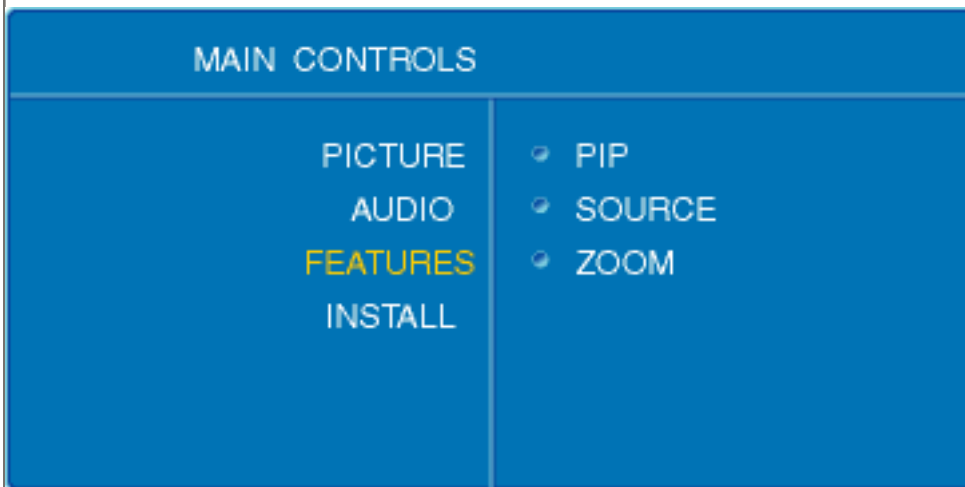 MAIN CONTROLS
PICTURE
AUDIO
FEATURES
INSTALL
PIP
SOURCE
ZOOM